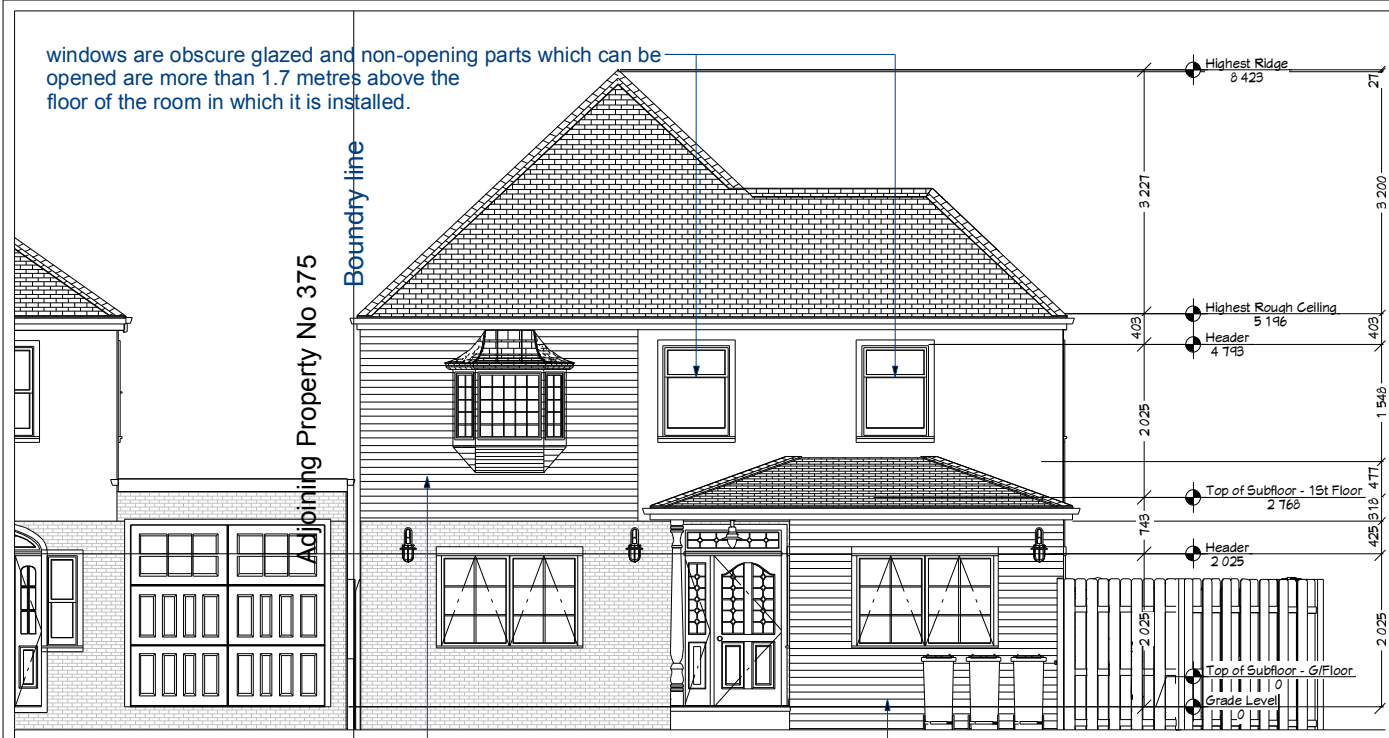 windows are obscure glazed and non-opening parts which can be
opened are more than 1.7 metres above the
floor of the room in which it is installed.
Boundry line
Adjoining Property No 375
Highest Ridge
8 423
27
3 227
3 200
Highest Rough Ceiling
5 196
403
403
Header
4 793
2 025
1 548
477
Top of Subfloor - 1St Floor
2 768
318
743
425
Header
2 025
2 025
2 025
Top of Subfloor - G/Floor
0
Grade Level
0